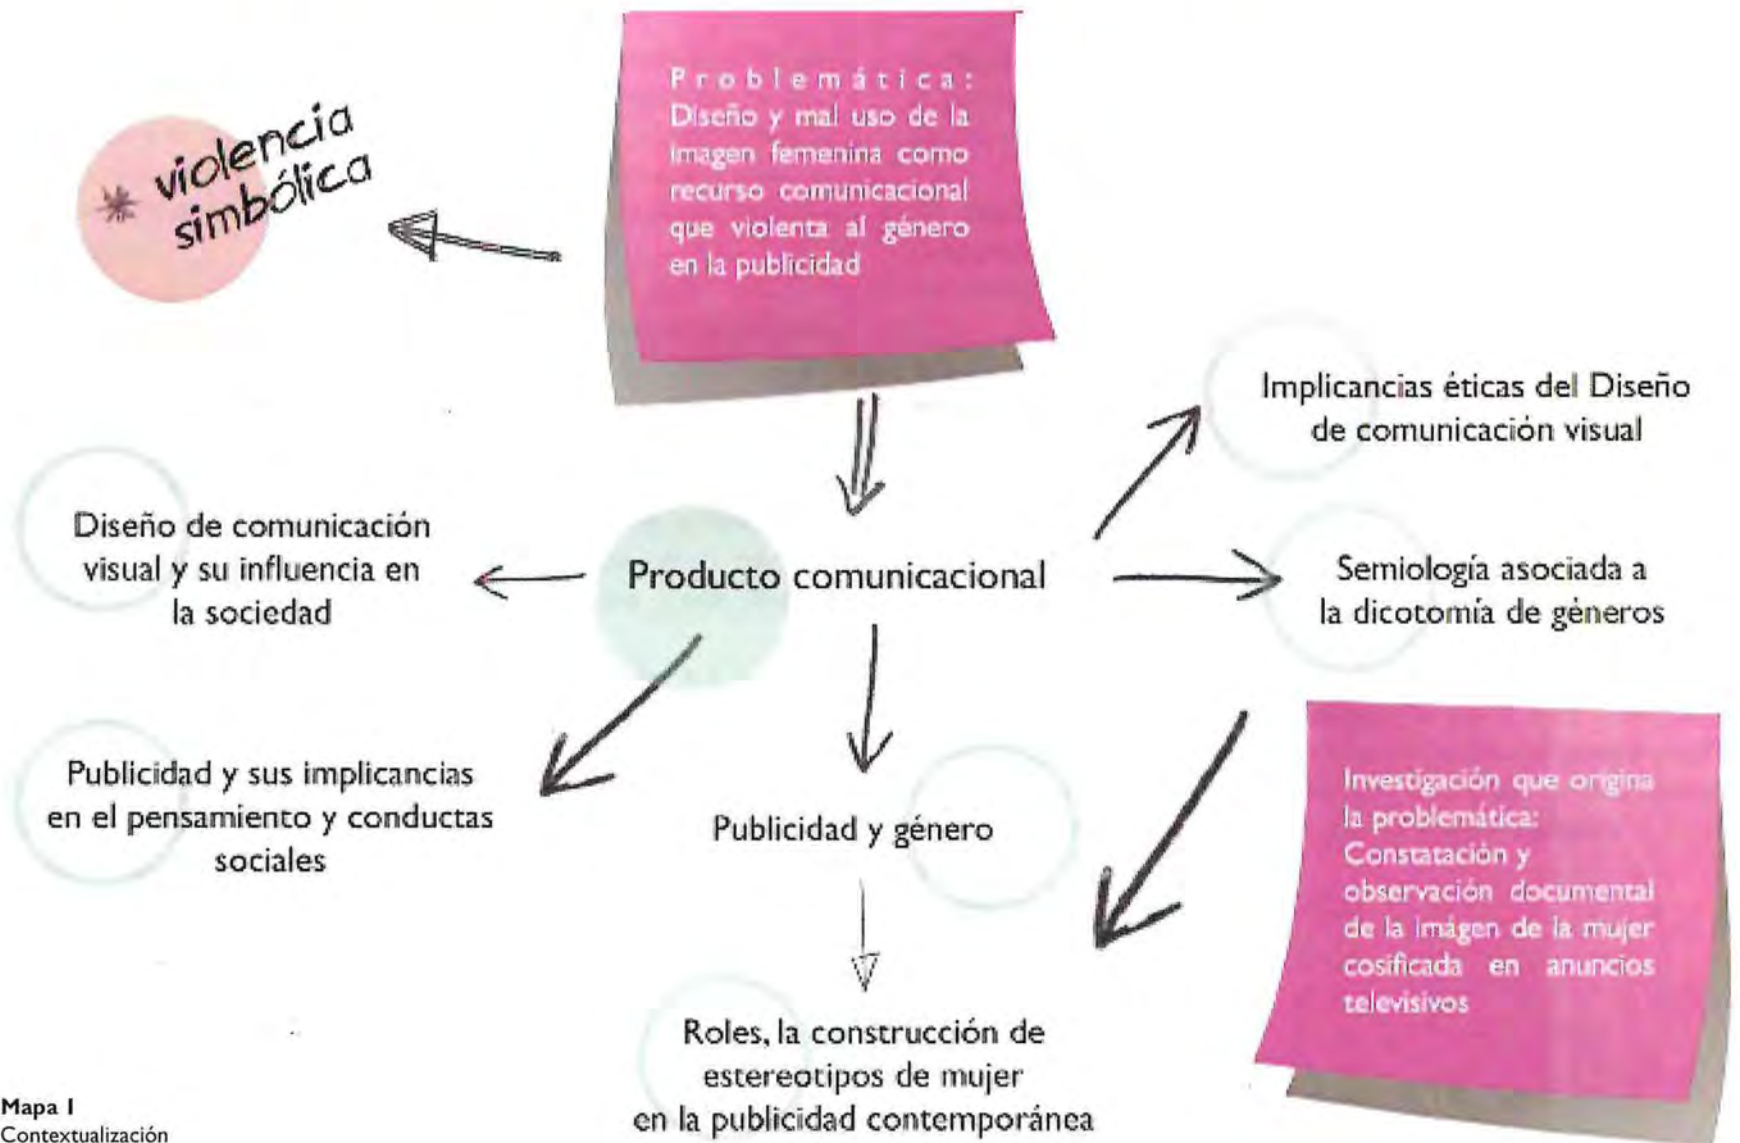 Problemática:
Diseño y mal uso de la
imagen femenina como
recurso comunicacional
que violenta al género
en la publicidad
* violencia
simbólica
Implicancias éticas del Diseño
de comunicación visual
Diseño de comunicación
visual y su influencia en
la sociedad
Producto comunicacional
Semiología asociada a
la dicotomía de géneros
Publicidad y sus implicancias
en el pensamiento y conductas
sociales
Publicidad y género
Investigación que origina
la problemática:
Constatación y
observación documental
de la imágen de la mujer
cosificada en anuncios
televisivos
Roles, la construcción de
estereotipos de mujer
en la publicidad contemporánea
Mapa 1
Contextualización